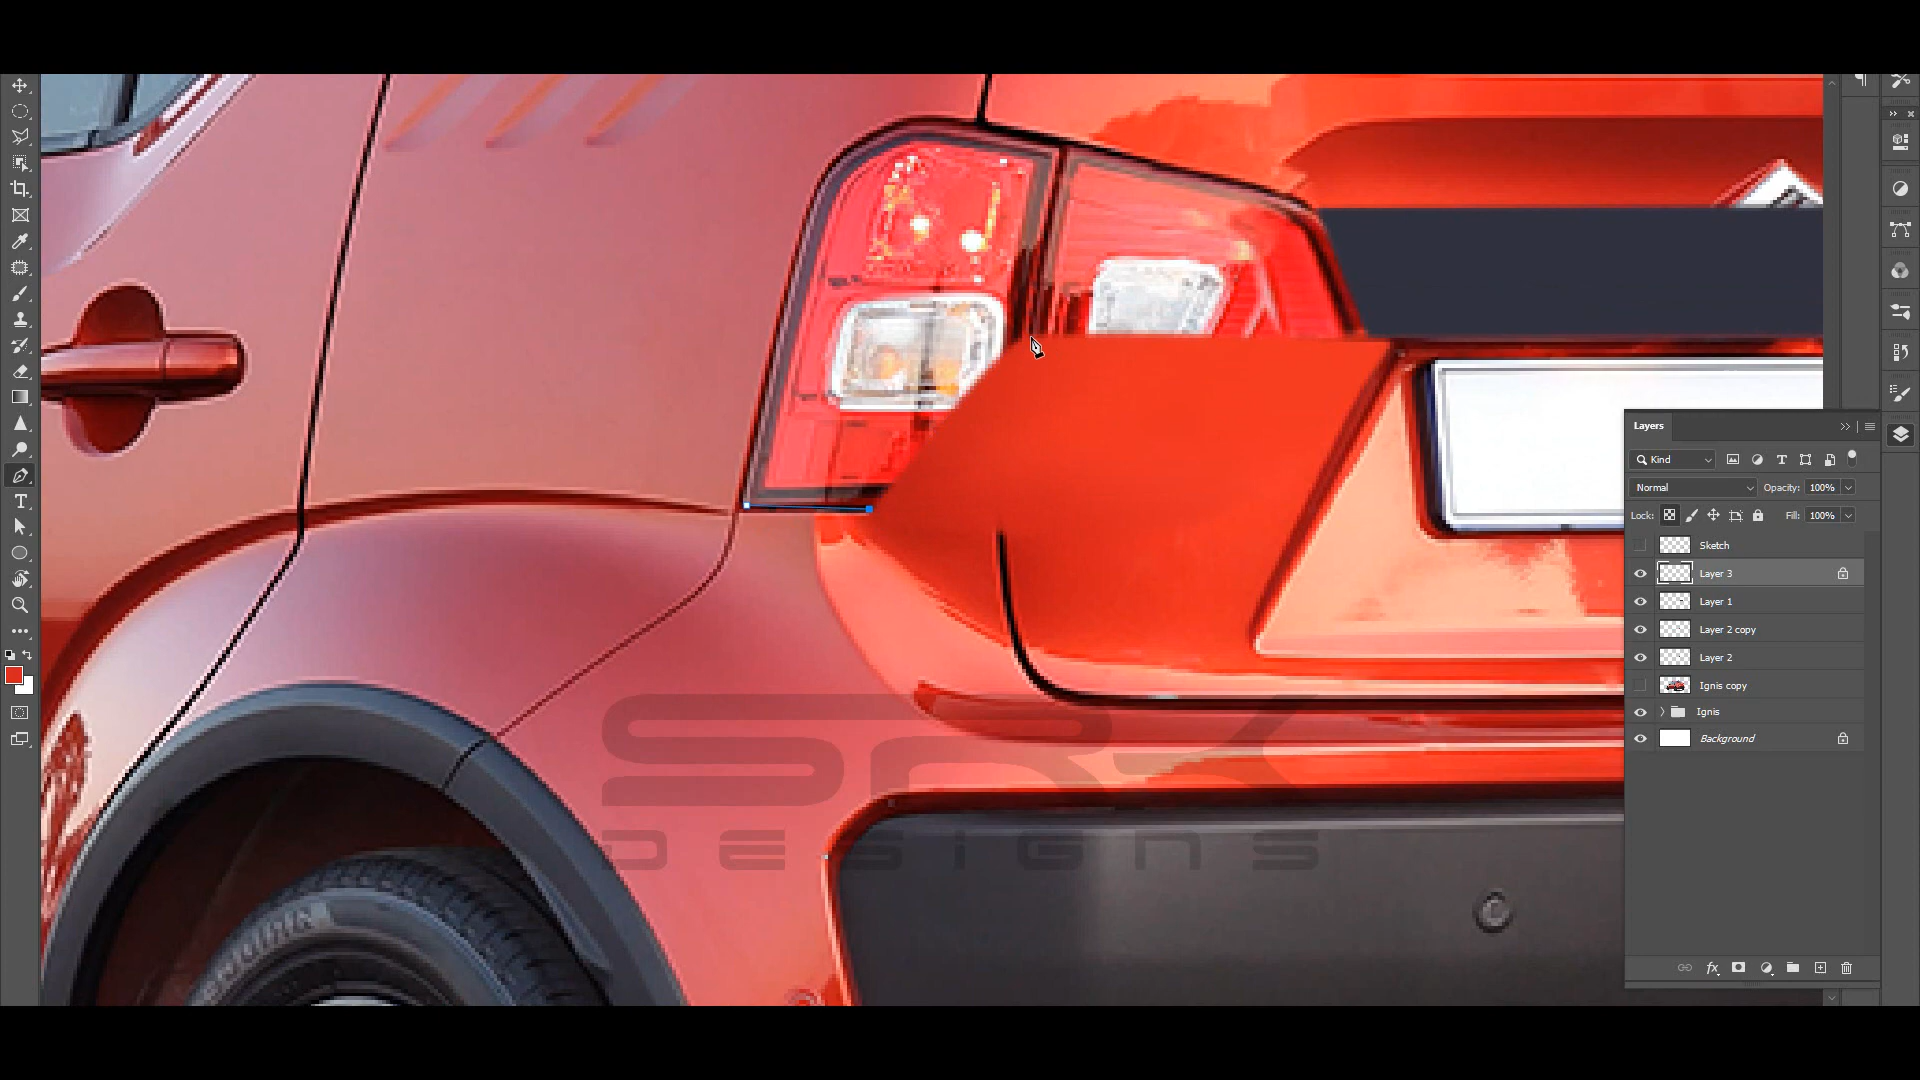 Layers
Kind
Normal
Opacity: 100%
Lock:
Fill: 100%
Sketch
Layer 3
Layer 1
Layer 2 copy
Layer 2
Ignis copy
Ignis
Background
SRK
DESIGNS